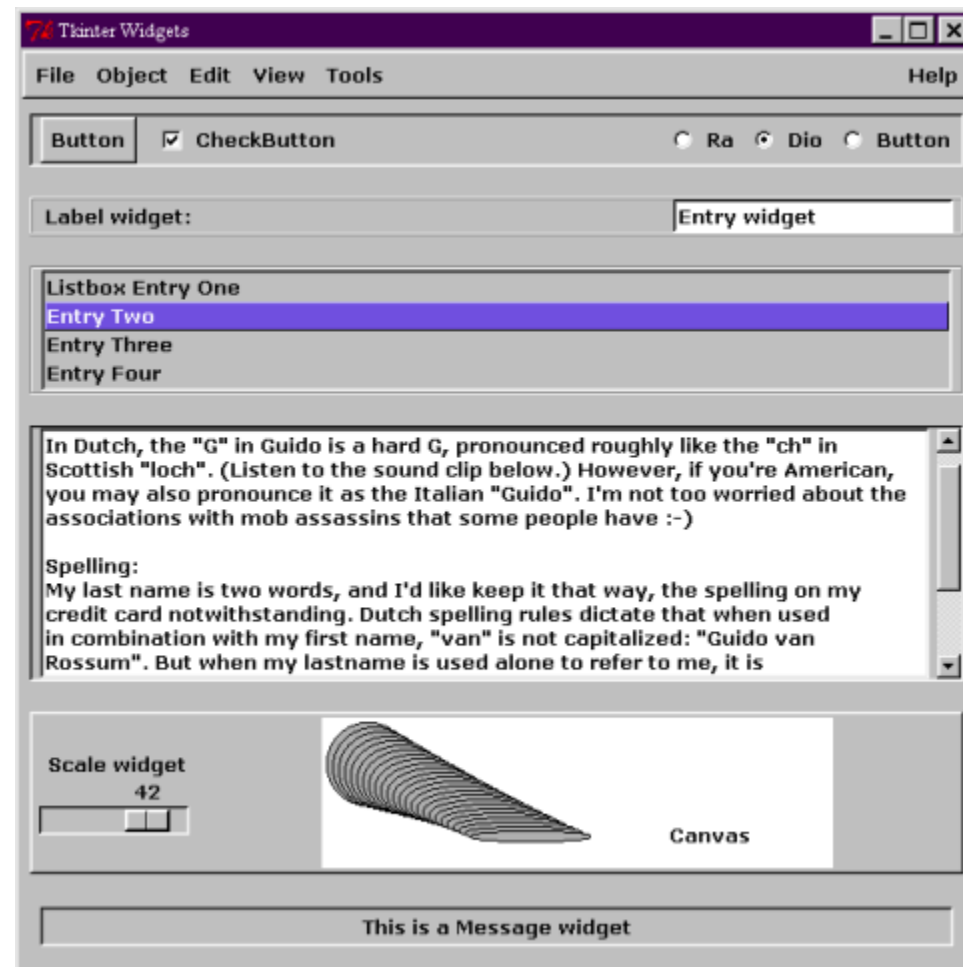 Tkinter Widgets
File Object Edit View Tools Help
Button CheckButton Ra Dio Button
Label widget: Entry widget
Listbox Entry One
Entry Two
Entry Three
Entry Four
In Dutch, the "G" in Guido is a hard G, pronounced roughly like the "ch" in
Scottish "loch". (Listen to the sound clip below.) However, if you're American,
you may also pronounce it as the Italian "Guido". I'm not too worried about the
associations with mob assassins that some people have :-)
Spelling:
My last name is two words, and I'd like keep it that way, the spelling on my
credit card notwithstanding. Dutch spelling rules dictate that when used
in combination with my first name, "van" is not capitalized: "Guido van
Rossum". But when my lastname is used alone to refer to me, it is
Scale widget
42
Canvas
This is a Message widget